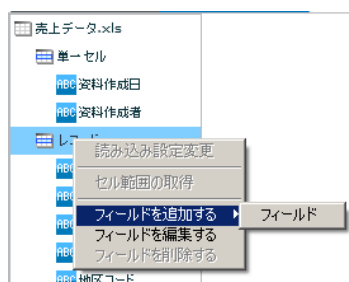 売上データ.xls
単一セル
ABC 資料作成日
ABC 資料作成者
レコード
読み込み設定変更
セル範囲の取得
フィールドを追加する
フィールド
フィールドを編集する
フィールドを削除する
ABC 地区コード